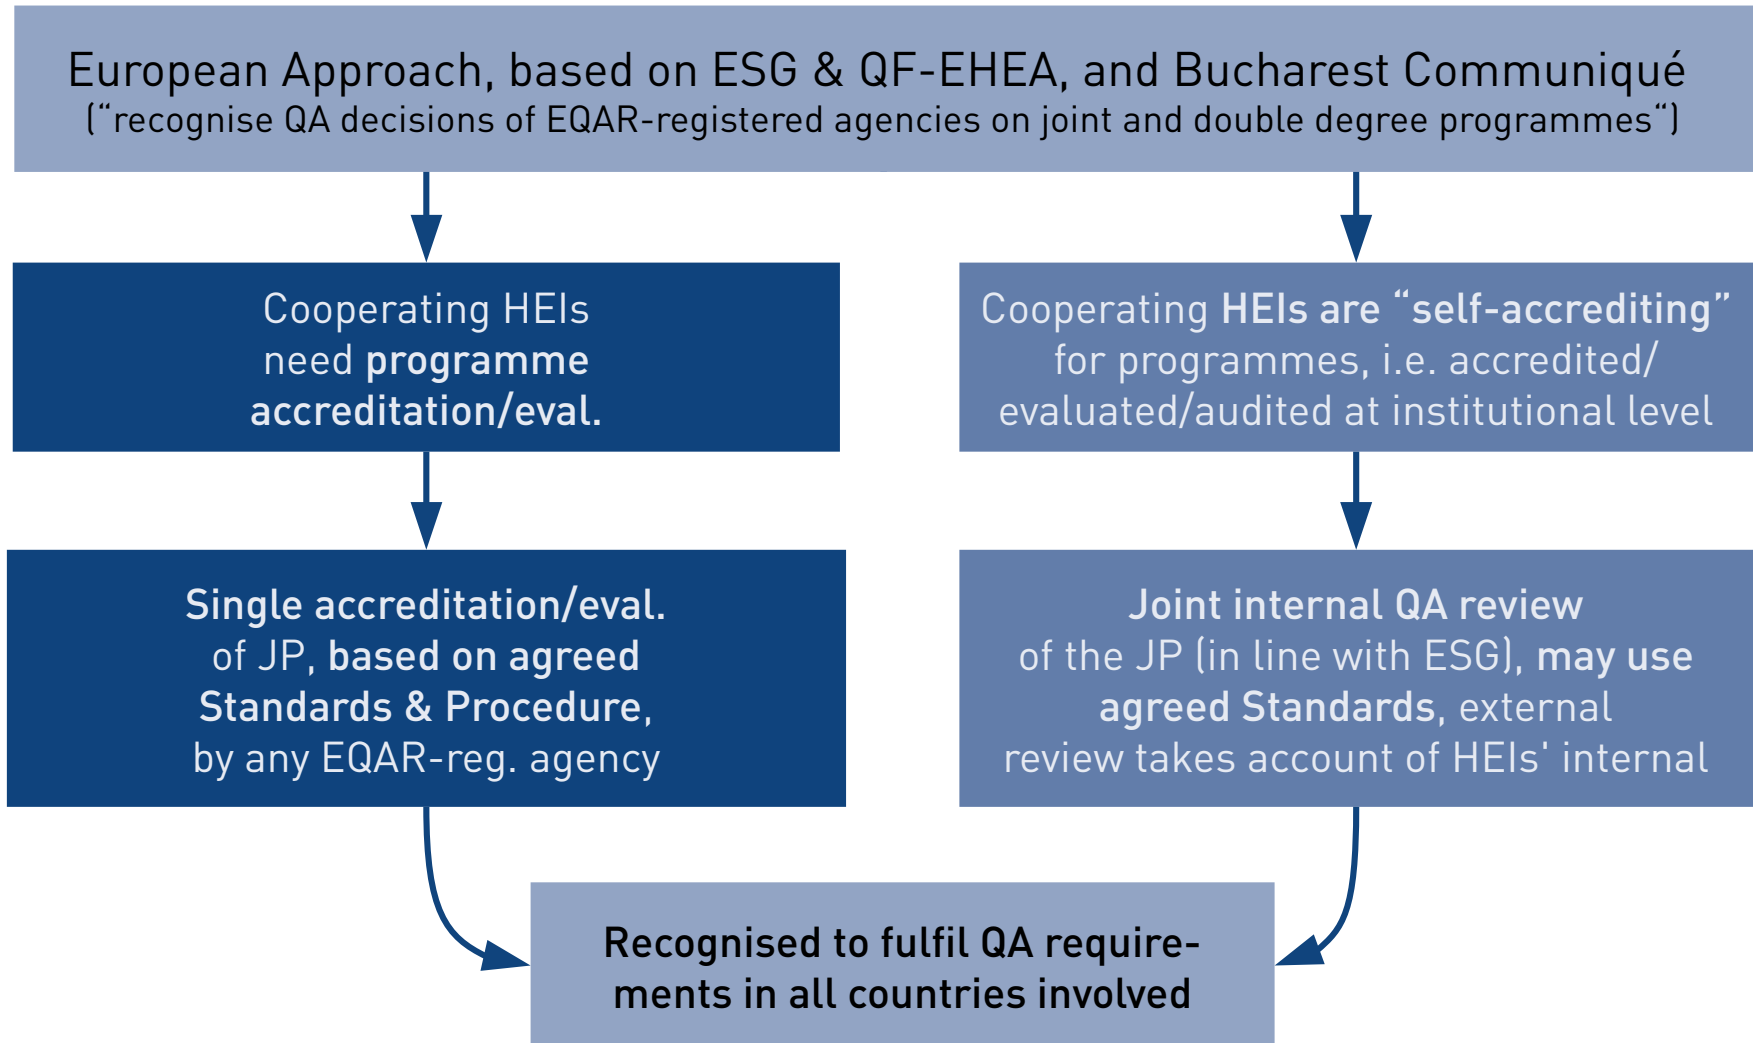 European Approach, based on ESG & QF-EHEA, and Bucharest Communiqué
(“recognise QA decisions of EQAR-registered agencies on joint and double degree programmes“)
Cooperating HEIs
need programme
accreditation/eval.
Cooperating HEIs are “self-accrediting”
for programmes, i.e. accredited/
evaluated/audited at institutional level
Single accreditation/eval.
of JP, based on agreed
Standards & Procedure,
by any EQAR-reg. agency
Joint internal QA review
of the JP (in line with ESG), may use
agreed Standards, external
review takes account of HEIs' internal
Recognised to fulfil QA require-
ments in all countries involved